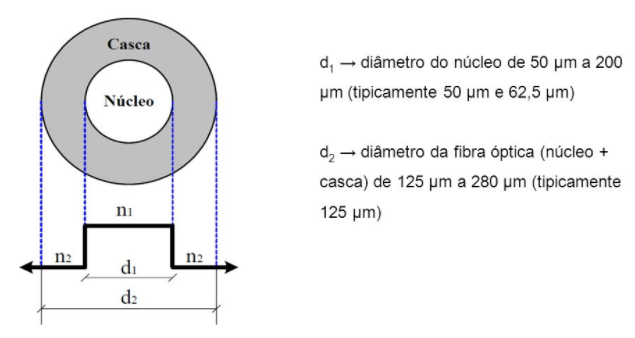 Casca
Núcleo
n1
n2
n2
d1
d2
d1 → diâmetro do núcleo de 50 µm a 200
µm (tipicamente 50 µm e 62,5 µm)
d2 → diâmetro da fibra óptica (núcleo +
casca) de 125 µm a 280 µm (tipicamente
125 µm)